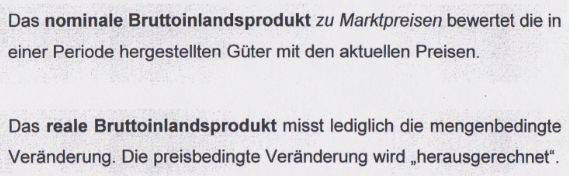 Das nominale Bruttoinlandsprodukt zu Marktpreisen bewertet die in
einer Periode hergestellten Güter mit den aktuellen Preisen.
Das reale Bruttoinlandsprodukt misst lediglich die mengenbedingte
Veränderung. Die preisbedingte Veränderung wird „herausgerechnet“.